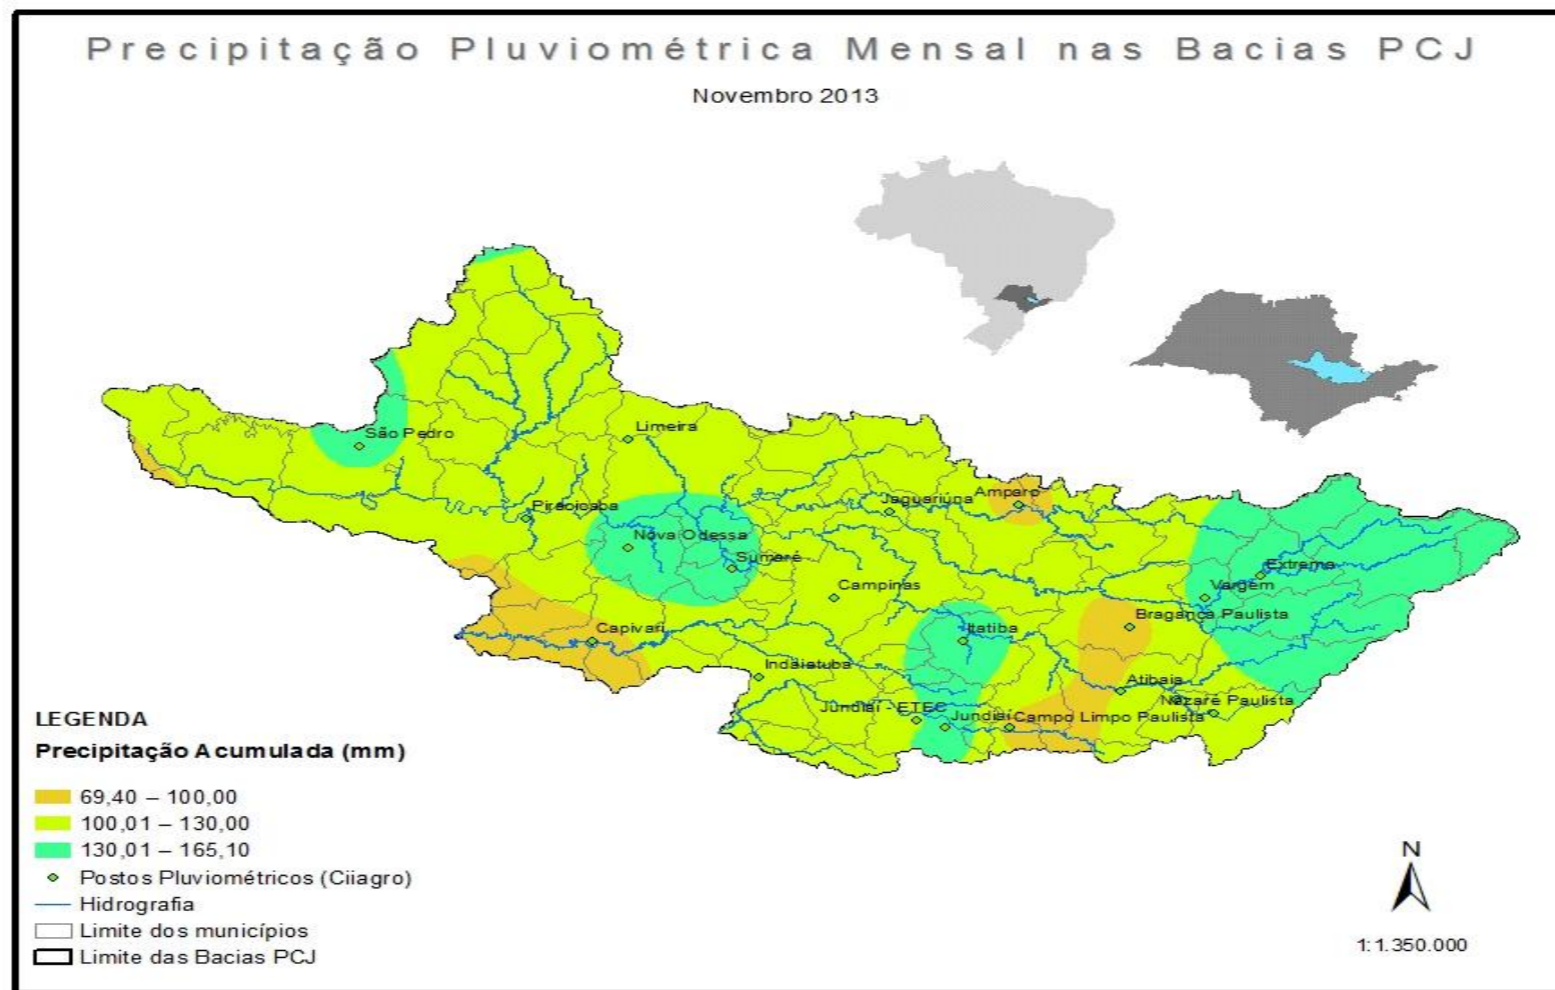 Precipitação Pluviométrica Mensal nas Bacias PCJ
Novembro 2013
São Pedro
Limeira
Piracicaba
Jaguariúna
Amparo
Nova Odessa
Sumaré
Extrema
Campinas
Vargem
Bragança Paulista
Capivari
Itatiba
Indaiatuba
Atibaia
Nazaré Paulista
Jundiaí - ETEC
Jundiaí
Campo Limpo Paulista
LEGENDA
Precipitação Acumulada (mm)
69,40 – 100,00
100,01 – 130,00
130,01 – 165,10
Postos Pluviométricos (Ciiagro)
Hidrografia
Limite dos municípios
Limite das Bacias PCJ
N
1:1.350.000